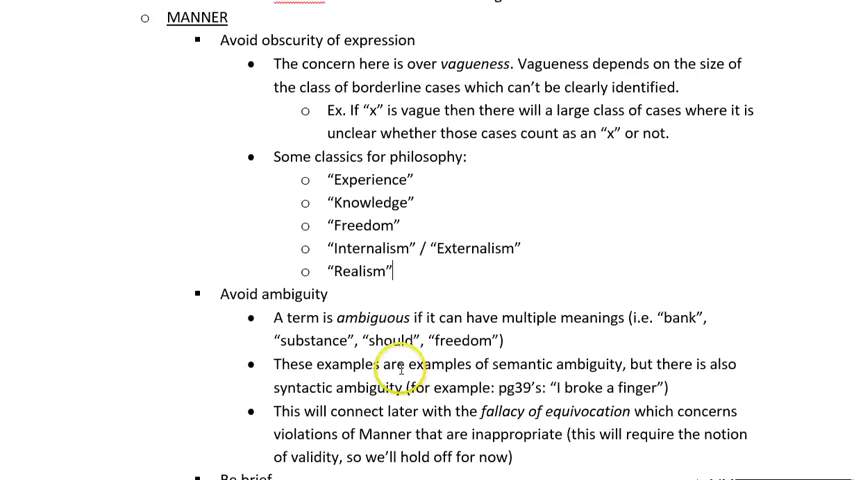 MANNER
Avoid obscurity of expression
The concern here is over vagueness. Vagueness depends on the size of
the class of borderline cases which can’t be clearly identified.
Ex. If “x” is vague then there will a large class of cases where it is
unclear whether those cases count as an “x” or not.
Some classics for philosophy:
“Experience”
“Knowledge”
“Freedom”
“Internalism” / “Externalism”
“Realism”
Avoid ambiguity
A term is ambiguous if it can have multiple meanings (i.e. “bank”,
“substance”, “should”, “freedom”)
These examples are examples of semantic ambiguity, but there is also
syntactic ambiguity (for example: pg39’s: “I broke a finger”)
This will connect later with the fallacy of equivocation which concerns
violations of Manner that are inappropriate (this will require the notion
of validity, so we’ll hold off for now)
Be brief